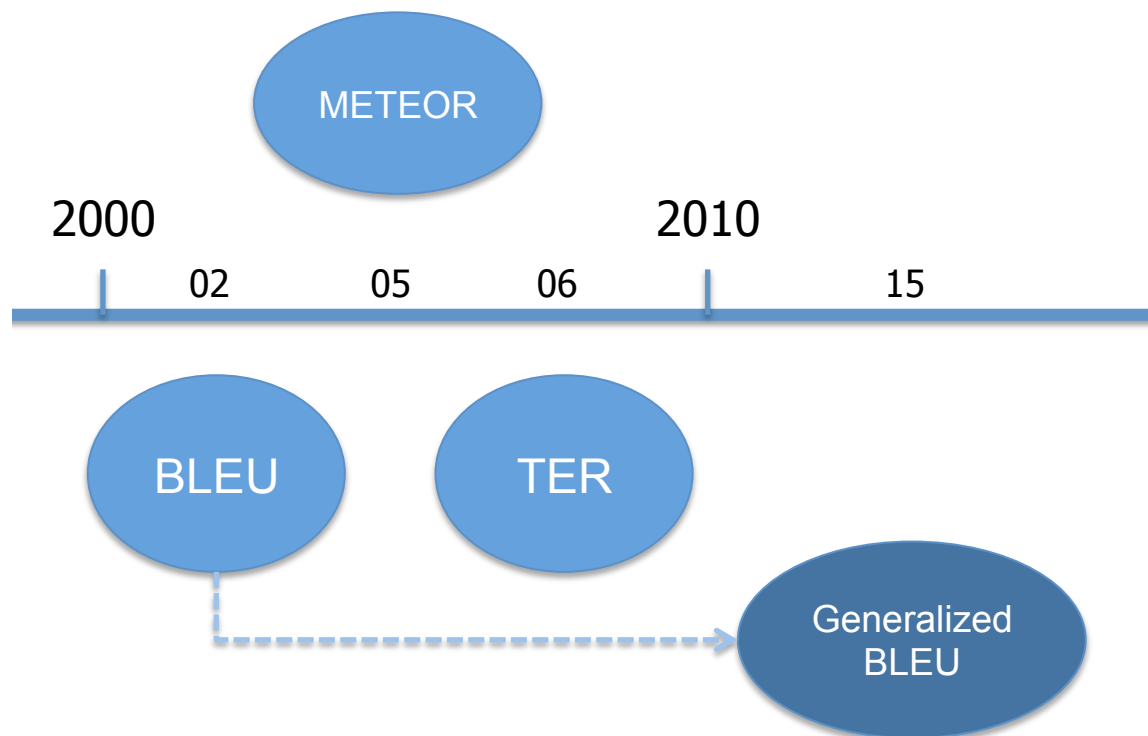 METEOR
2000 2010
02 05 06 15
BLEU TER
Generalized
BLEU